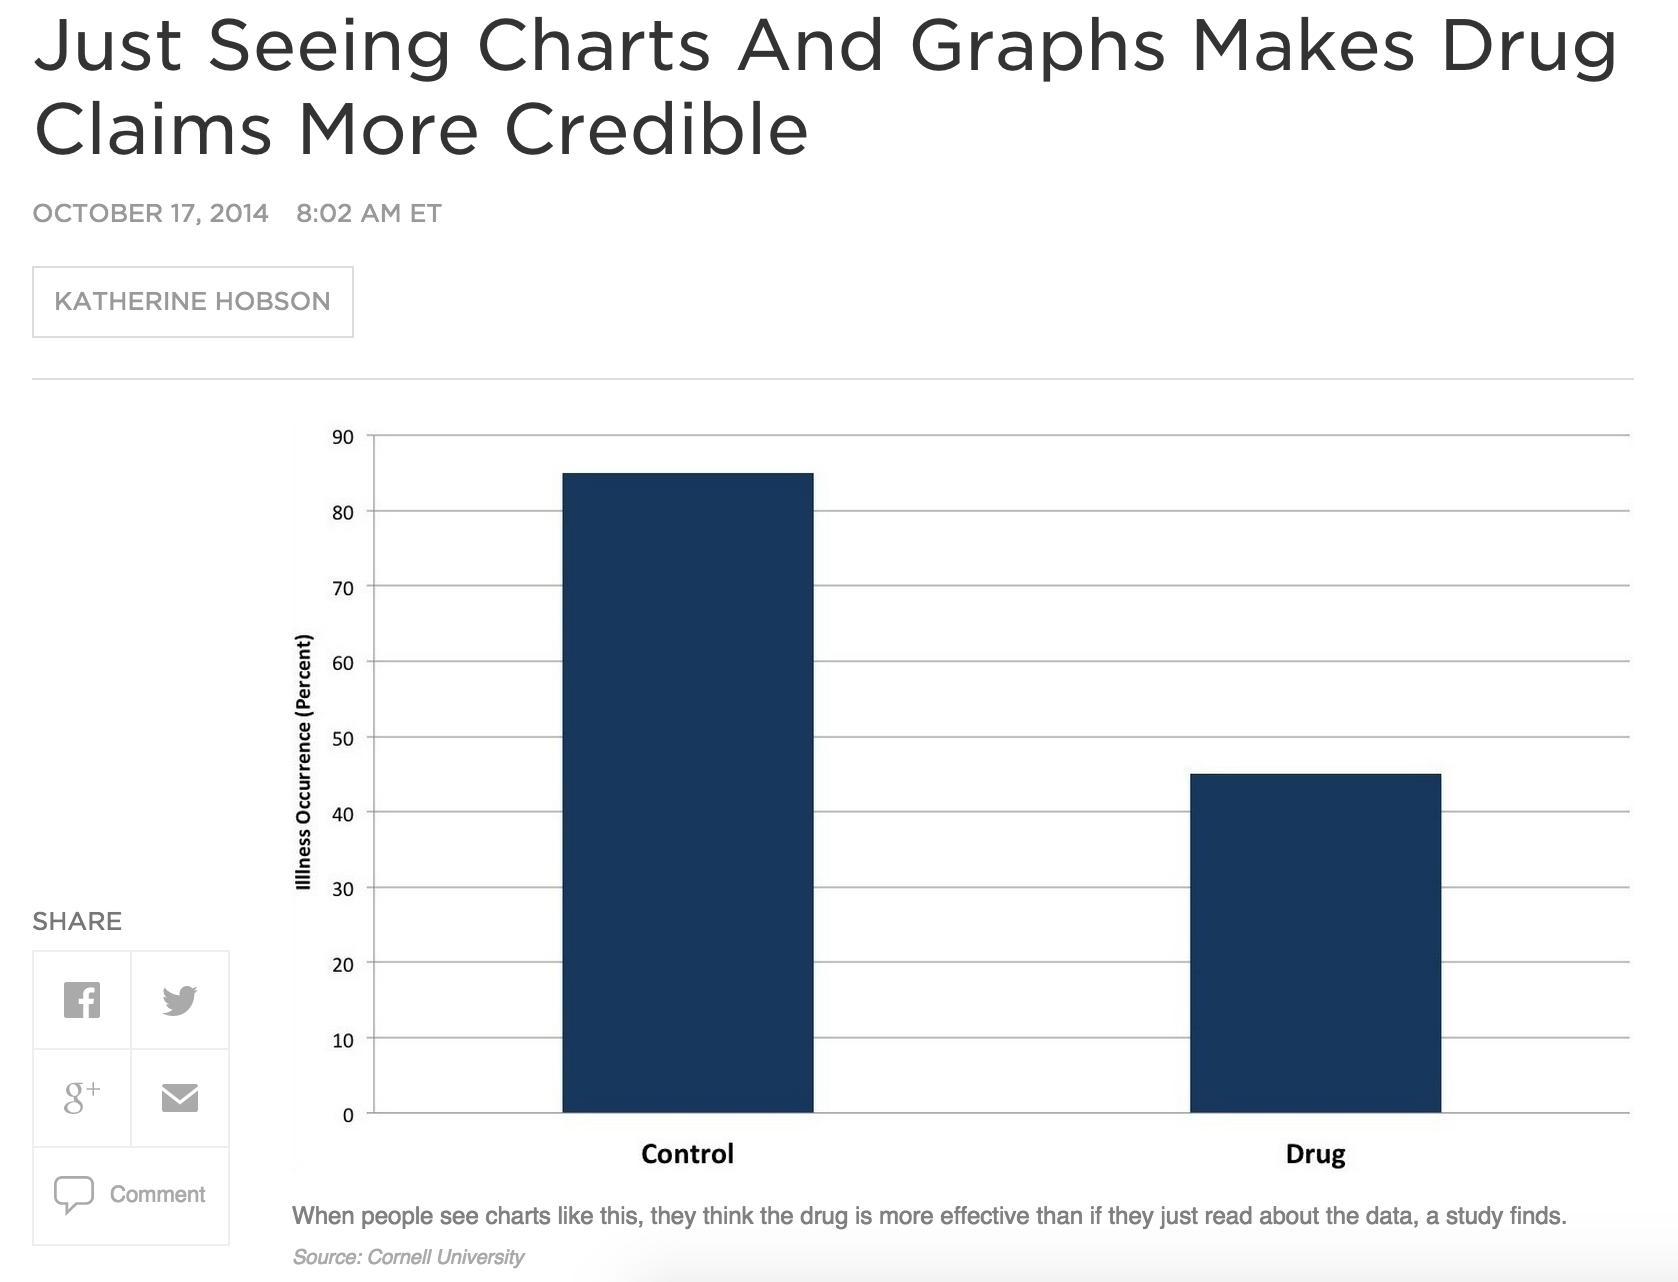 Just Seeing Charts And Graphs Makes Drug
Claims More Credible
OCTOBER 17, 2014 8:02 AM ET
KATHERINE HOBSON
90
80
70
60
50
40
30
20
10
0
Illlness Occurrence (Percent)
Control
Drug
SHARE
g+
Comment
When people see charts like this, they think the drug is more effective than if they just read about the data, a study finds.
Source: Cornell University